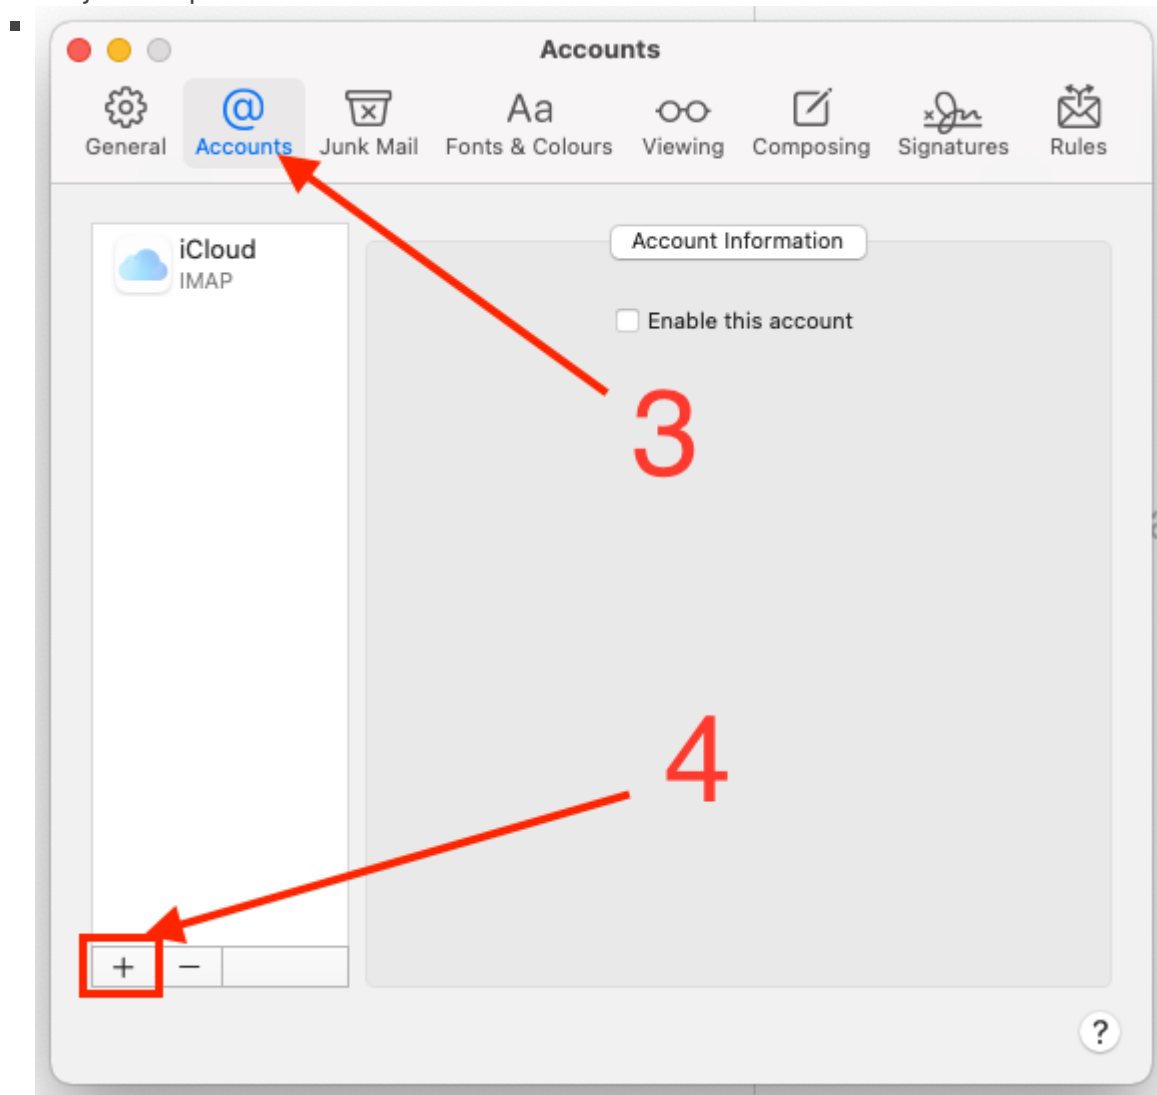 Accounts
Aa
General Accounts Junk Mail Fonts & Colours Viewing Composing Signatures Rules
iCloud
IMAP
Account Information
Enable this account
3
4
+ −
?